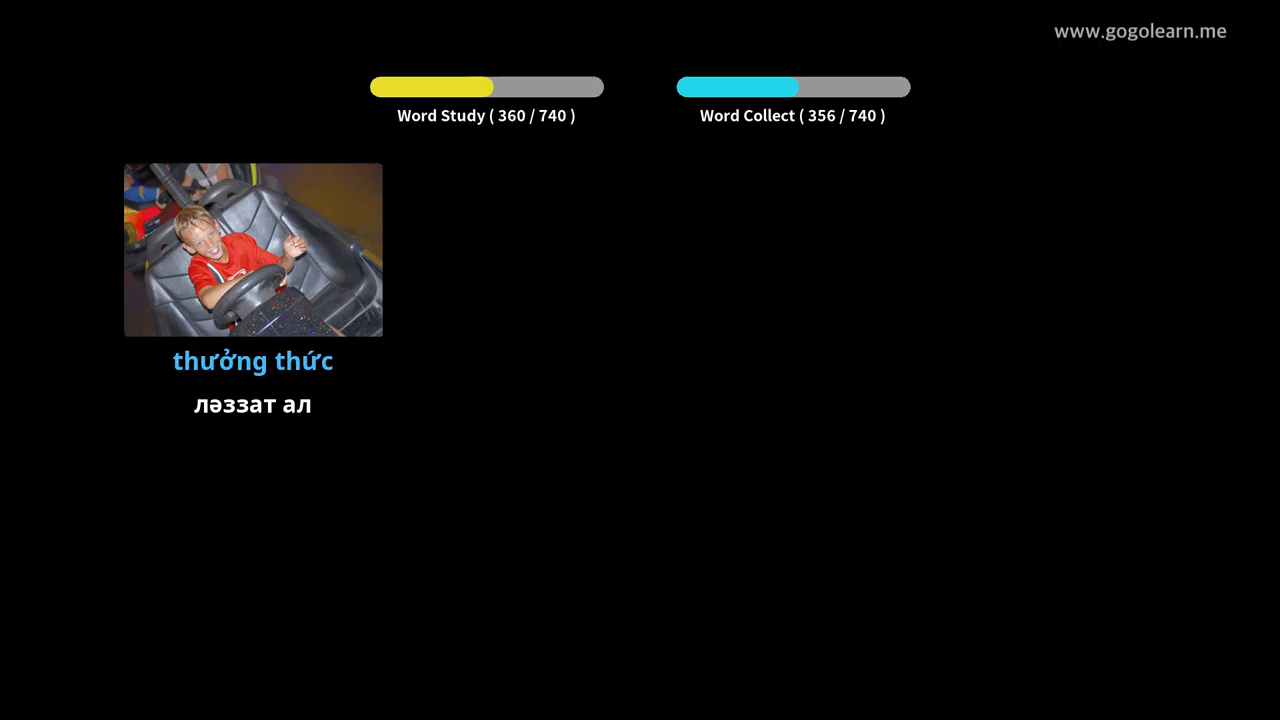 www.gogolearn.me
Word Study ( 360 / 740 )
Word Collect ( 356 / 740 )
thưởng thức
ләззат ал